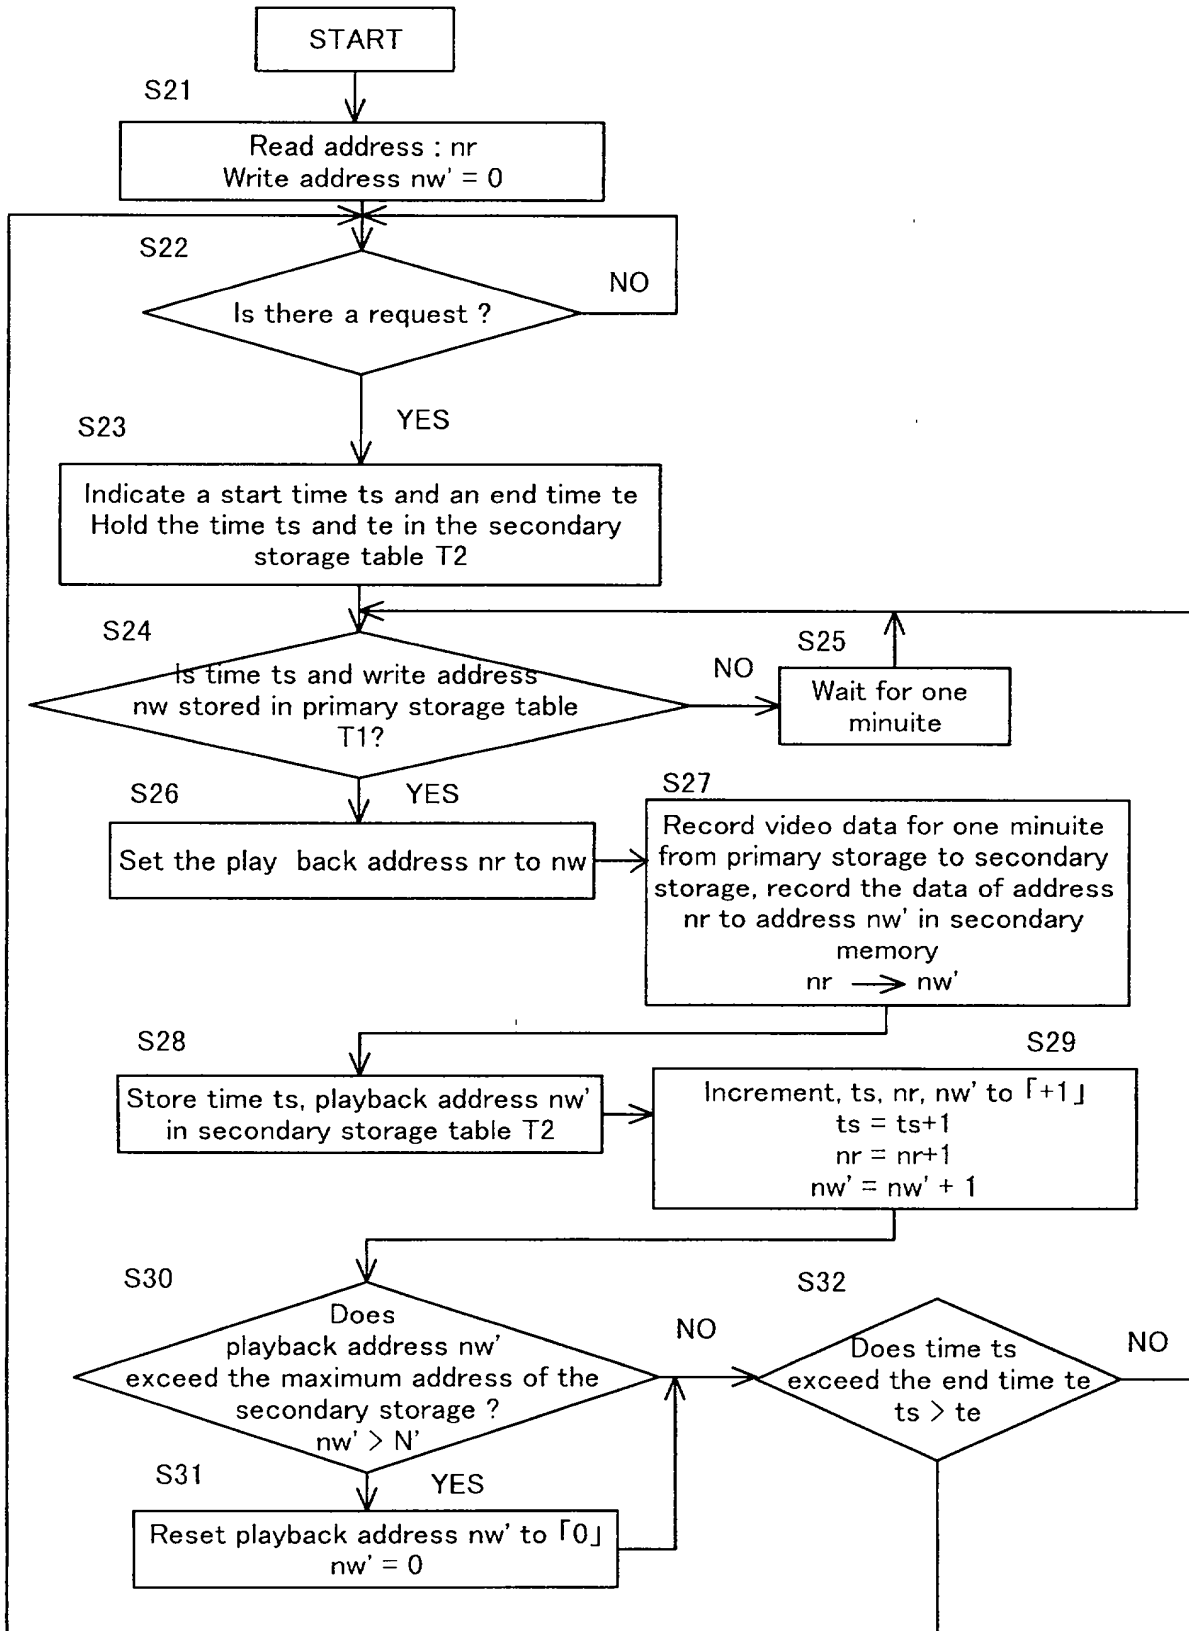 START
S21
Read address : nr
Write address nw' = 0
S22
Is there a request ?
NO
YES
S23
Indicate a start time ts and an end time te
Hold the time ts and te in the secondary
storage table T2
S24
Is time ts and write address
nw stored in primary storage table
T1?
NO
S25
Wait for one
minuite
YES
S26
Set the play back address nr to nw
S27
Record video data for one minuite
from primary storage to secondary
storage, record the data of address
nr to address nw' in secondary
memory
nr → nw'
S28
Store time ts, playback address nw'
in secondary storage table T2
S29
Increment, ts, nr, nw' to ｢+1｣
ts = ts+1
nr = nr+1
nw' = nw' + 1
S30
Does
playback address nw'
exceed the maximum address of the
secondary storage ?
nw' > N'
NO
YES
S31
Reset playback address nw' to ｢0｣
nw' = 0
S32
Does time ts
exceed the end time te
ts > te
NO